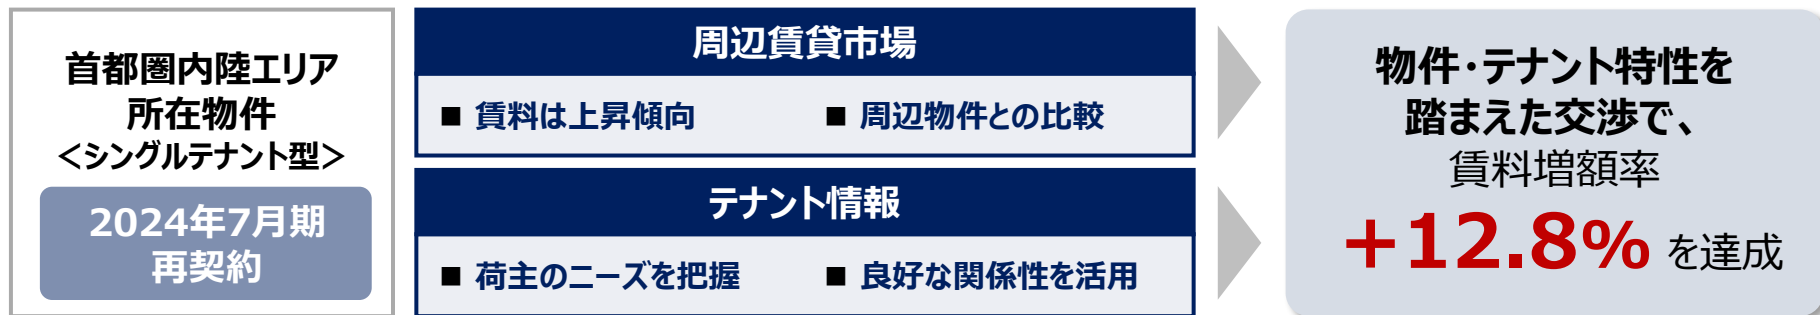 首都圏内陸エリア
所在物件
＜シングルテナント型＞
2024年7月期
再契約
周辺賃貸市場
■ 賃料は上昇傾向 ■ 周辺物件との比較
テナント情報
■ 荷主のニーズを把握 ■ 良好な関係性を活用
物件・テナント特性を
踏まえた交渉で、
賃料増額率
+12.8% を達成